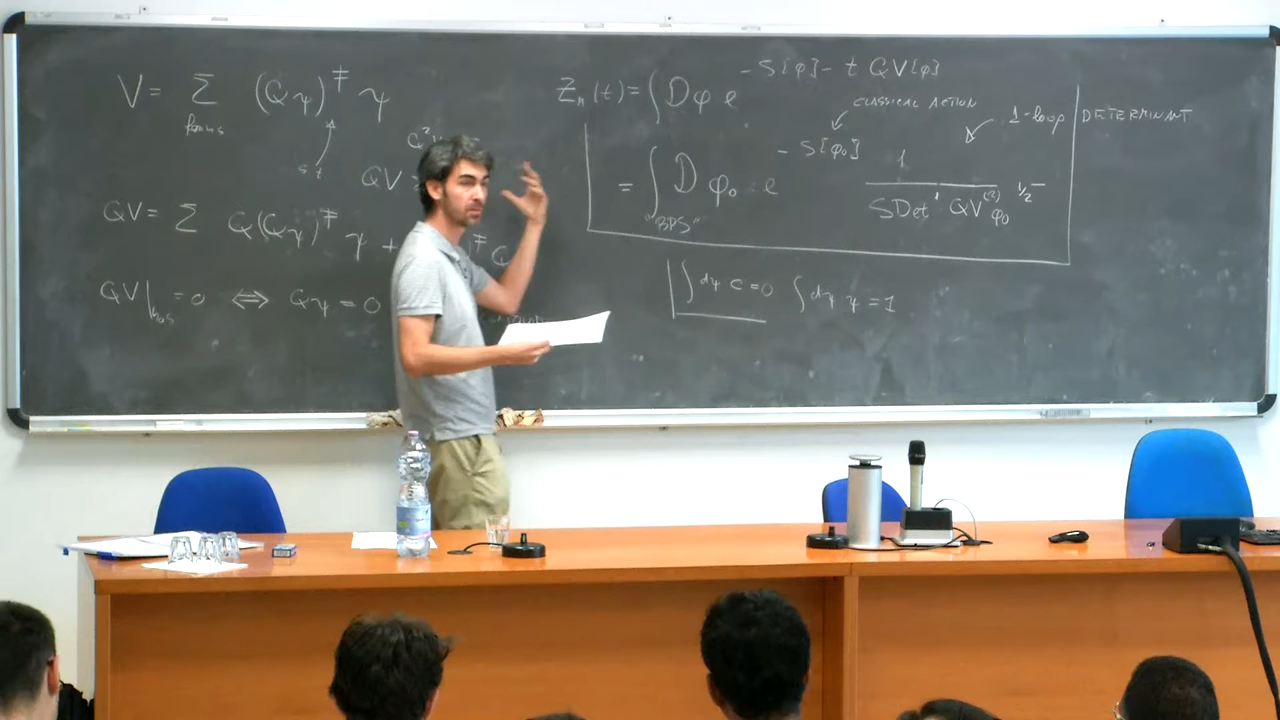 V = Σ (Qψ)^‡ ψ
fermions
s.t.
QV = Σ Q(Qψ)^‡ ψ +
QV|bos = 0 ⟺ Qψ = 0
QV
Z_n(t) = ∫ Dφ e^{-S[φ] - t QV[φ]}
CLASSICAL ACTION
1-loop DETERMINANT
= ∫_{"BPS"} Dφ₀ e^{-S[φ₀]} 1 / SDet' QV^{(2)}_{φ₀} ^{1/2}
∫dψ c = 0 ∫dψ ψ = 1